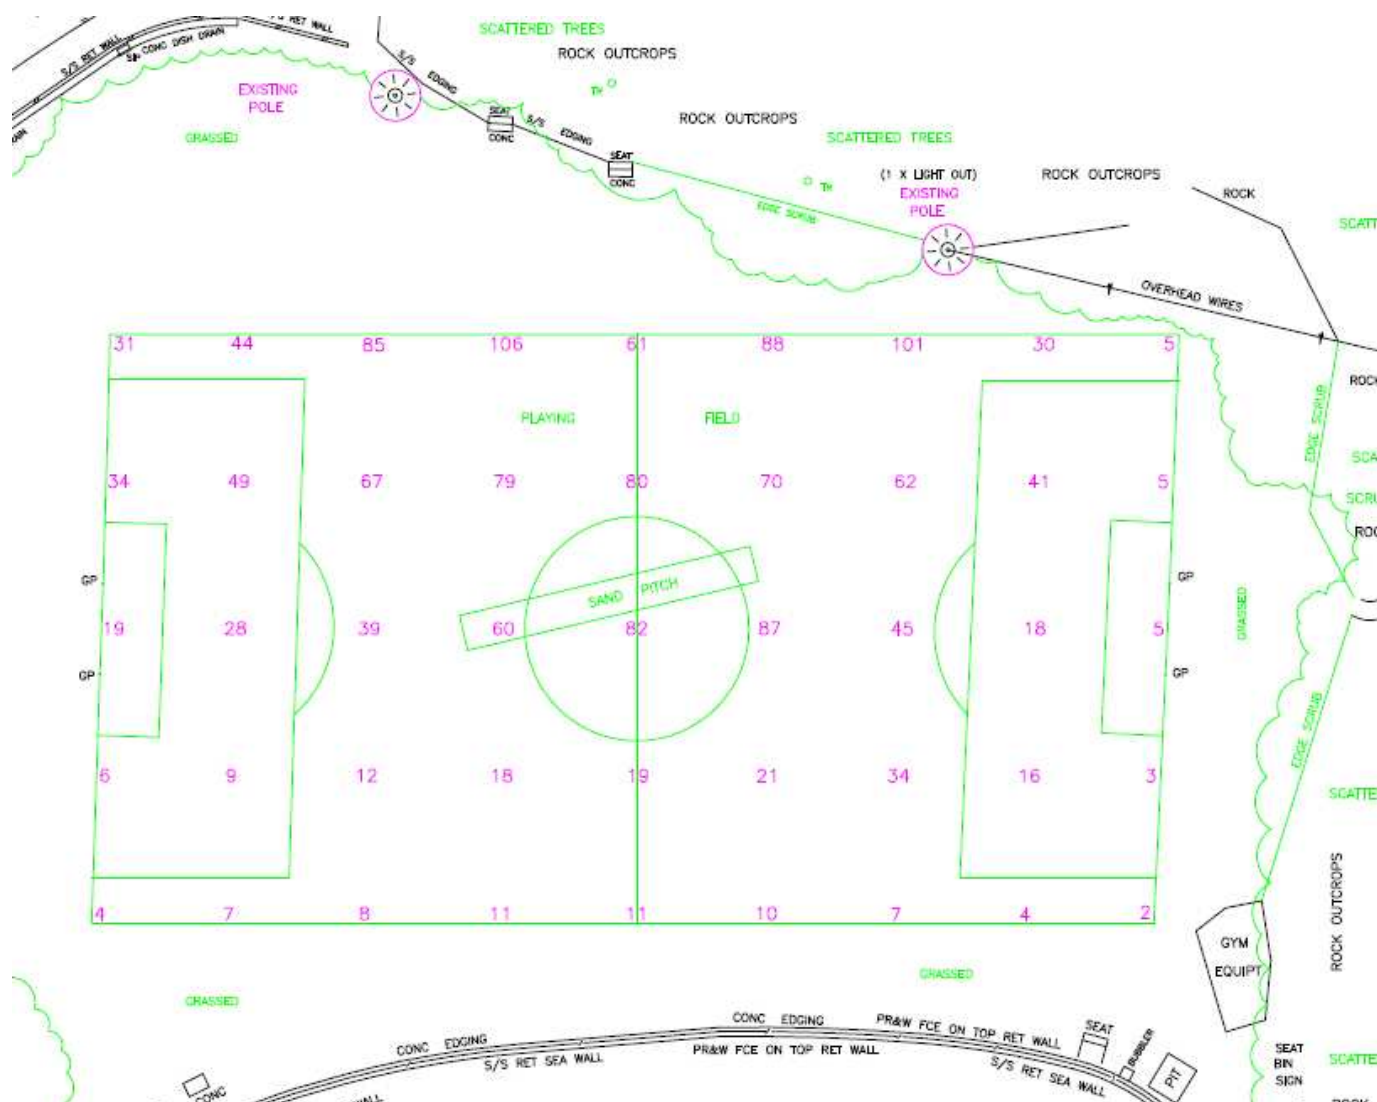 S/S RET WALL
SCATTERED TREES
S/S RET WALL
S/S CONC DISH DRAIN
ROCK OUTCROPS
S/S EDGING
EXISTING
POLE
TH
SEAT
CONC
S/S EDGING
ROCK OUTCROPS
GRASSED
SCATTERED TREES
SEAT
CONC
(1 X LIGHT OUT)
ROCK OUTCROPS
EXISTING
POLE
TH
ROCK
EDGE SCRUB
OVERHEAD WIRES
31 44 85 106 61 88 101 30 5
ROCK
PLAYING FIELD
EDGE SCRUB
34 49 67 79 80 70 62 41 5
GP
GP
SAND PITCH
GRASSED
19 28 39 60 82 87 45 18 5
GP
GP
EDGE SCRUB
6 9 12 18 19 21 34 16 3
ROCK OUTCROPS
4 7 8 11 11 10 7 4 2
GYM
EQUIPT
GRASSED
GRASSED
CONC EDGING
PR&W FCE ON TOP RET WALL
SEAT
CONC EDGING
S/S RET SEA WALL
PR&W FCE ON TOP RET WALL
BUBBLER
S/S RET SEA WALL
PIT
SEAT
BIN
SIGN
CONC